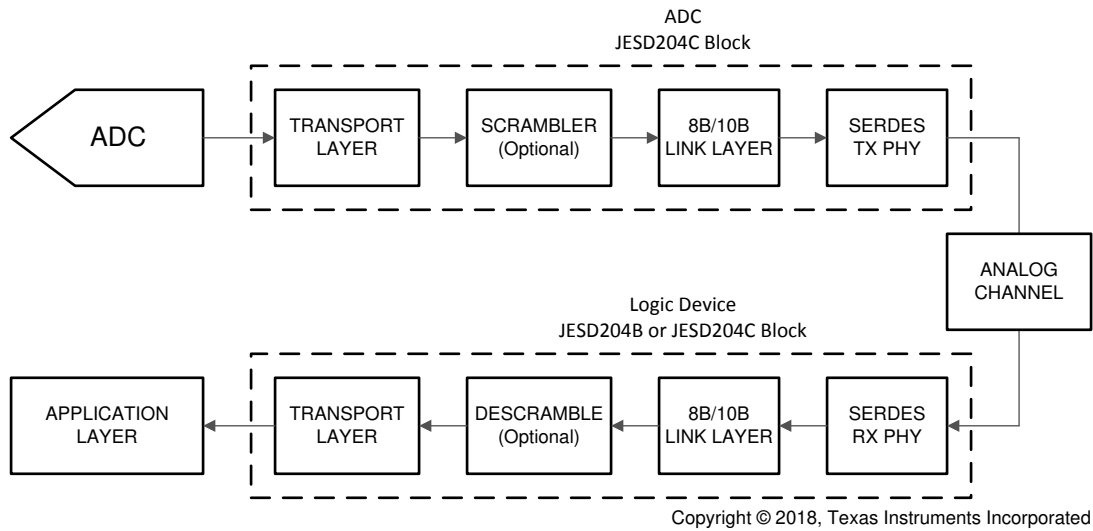 ADC
JESD204C Block
ADC
TRANSPORT
LAYER
SCRAMBLER
(Optional)
8B/10B
LINK LAYER
SERDES
TX PHY
ANALOG
CHANNEL
Logic Device
JESD204B or JESD204C Block
APPLICATION
LAYER
TRANSPORT
LAYER
DESCRAMBLE
(Optional)
8B/10B
LINK LAYER
SERDES
RX PHY
Copyright © 2018, Texas Instruments Incorporated